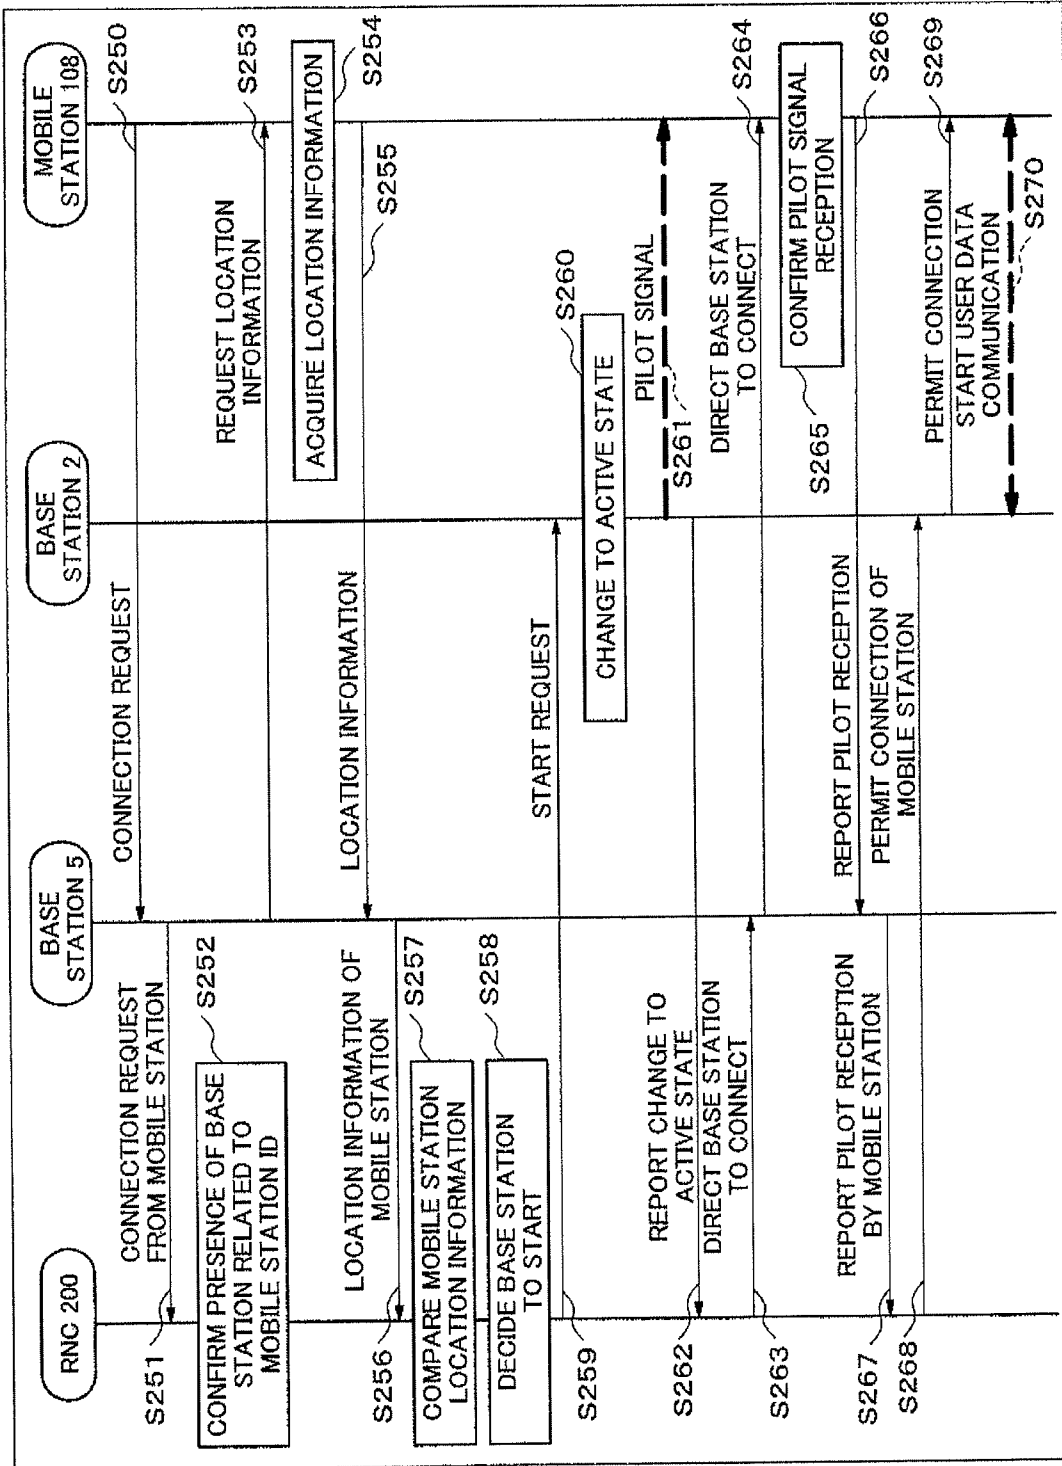 RNC 200
BASE
STATION 5
BASE
STATION 2
MOBILE
STATION 108
CONNECTION REQUEST
S250
CONNECTION REQUEST
FROM MOBILE STATION
S251
CONFIRM PRESENCE OF BASE
STATION RELATED TO
MOBILE STATION ID
S252
REQUEST LOCATION
INFORMATION
S253
ACQUIRE LOCATION INFORMATION
S254
LOCATION INFORMATION
S255
LOCATION INFORMATION OF
MOBILE STATION
S256
COMPARE MOBILE STATION
LOCATION INFORMATION
S257
DECIDE BASE STATION
TO START
S258
START REQUEST
S259
CHANGE TO ACTIVE STATE
S260
PILOT SIGNAL
S261
REPORT CHANGE TO
ACTIVE STATE
S262
DIRECT BASE STATION
TO CONNECT
S263
DIRECT BASE STATION
TO CONNECT
S264
CONFIRM PILOT SIGNAL
RECEPTION
S265
REPORT PILOT RECEPTION
S266
REPORT PILOT RECEPTION
BY MOBILE STATION
S267
PERMIT CONNECTION OF
MOBILE STATION
S268
PERMIT CONNECTION
S269
START USER DATA
COMMUNICATION
S270